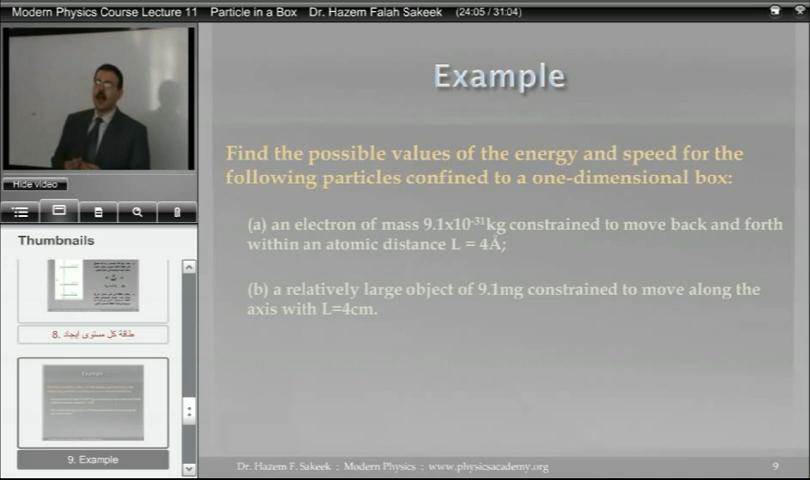 Modern Physics Course Lecture 11 Particle in a Box Dr. Hazem Falah Sakeek (24:05 / 31:04)
Hide video
Thumbnails
8. طاقة كل مستوى ايجاد
9. Example
Example
Find the possible values of the energy and speed for the
following particles confined to a one-dimensional box:
(a) an electron of mass 9.1x10⁻³¹kg constrained to move back and forth
within an atomic distance L = 4Å;
(b) a relatively large object of 9.1mg constrained to move along the
axis with L=4cm.
Dr. Hazem F. Sakeek : Modern Physics : www.physicsacademy.org
9